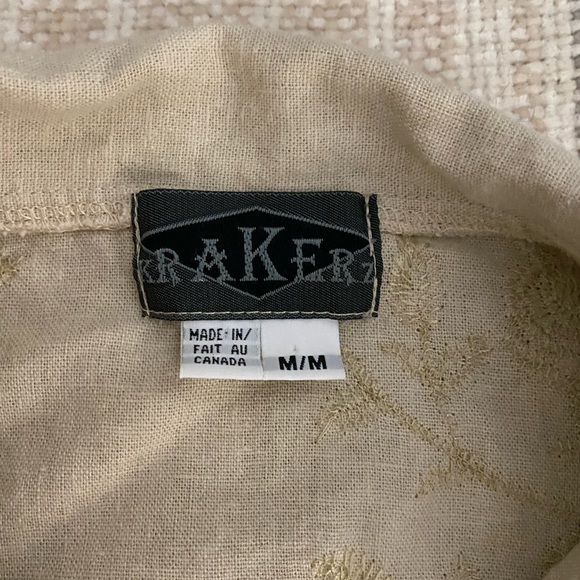 KRAKERZ
MADE IN/
FAIT AU
CANADA
M/M